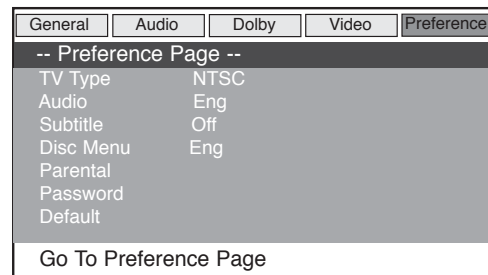 General Audio Dolby Video Preference
-- Preference Page --
TV Type NTSC
Audio Eng
Subtitle Off
Disc Menu Eng
Parental
Password
Default
Go To Preference Page